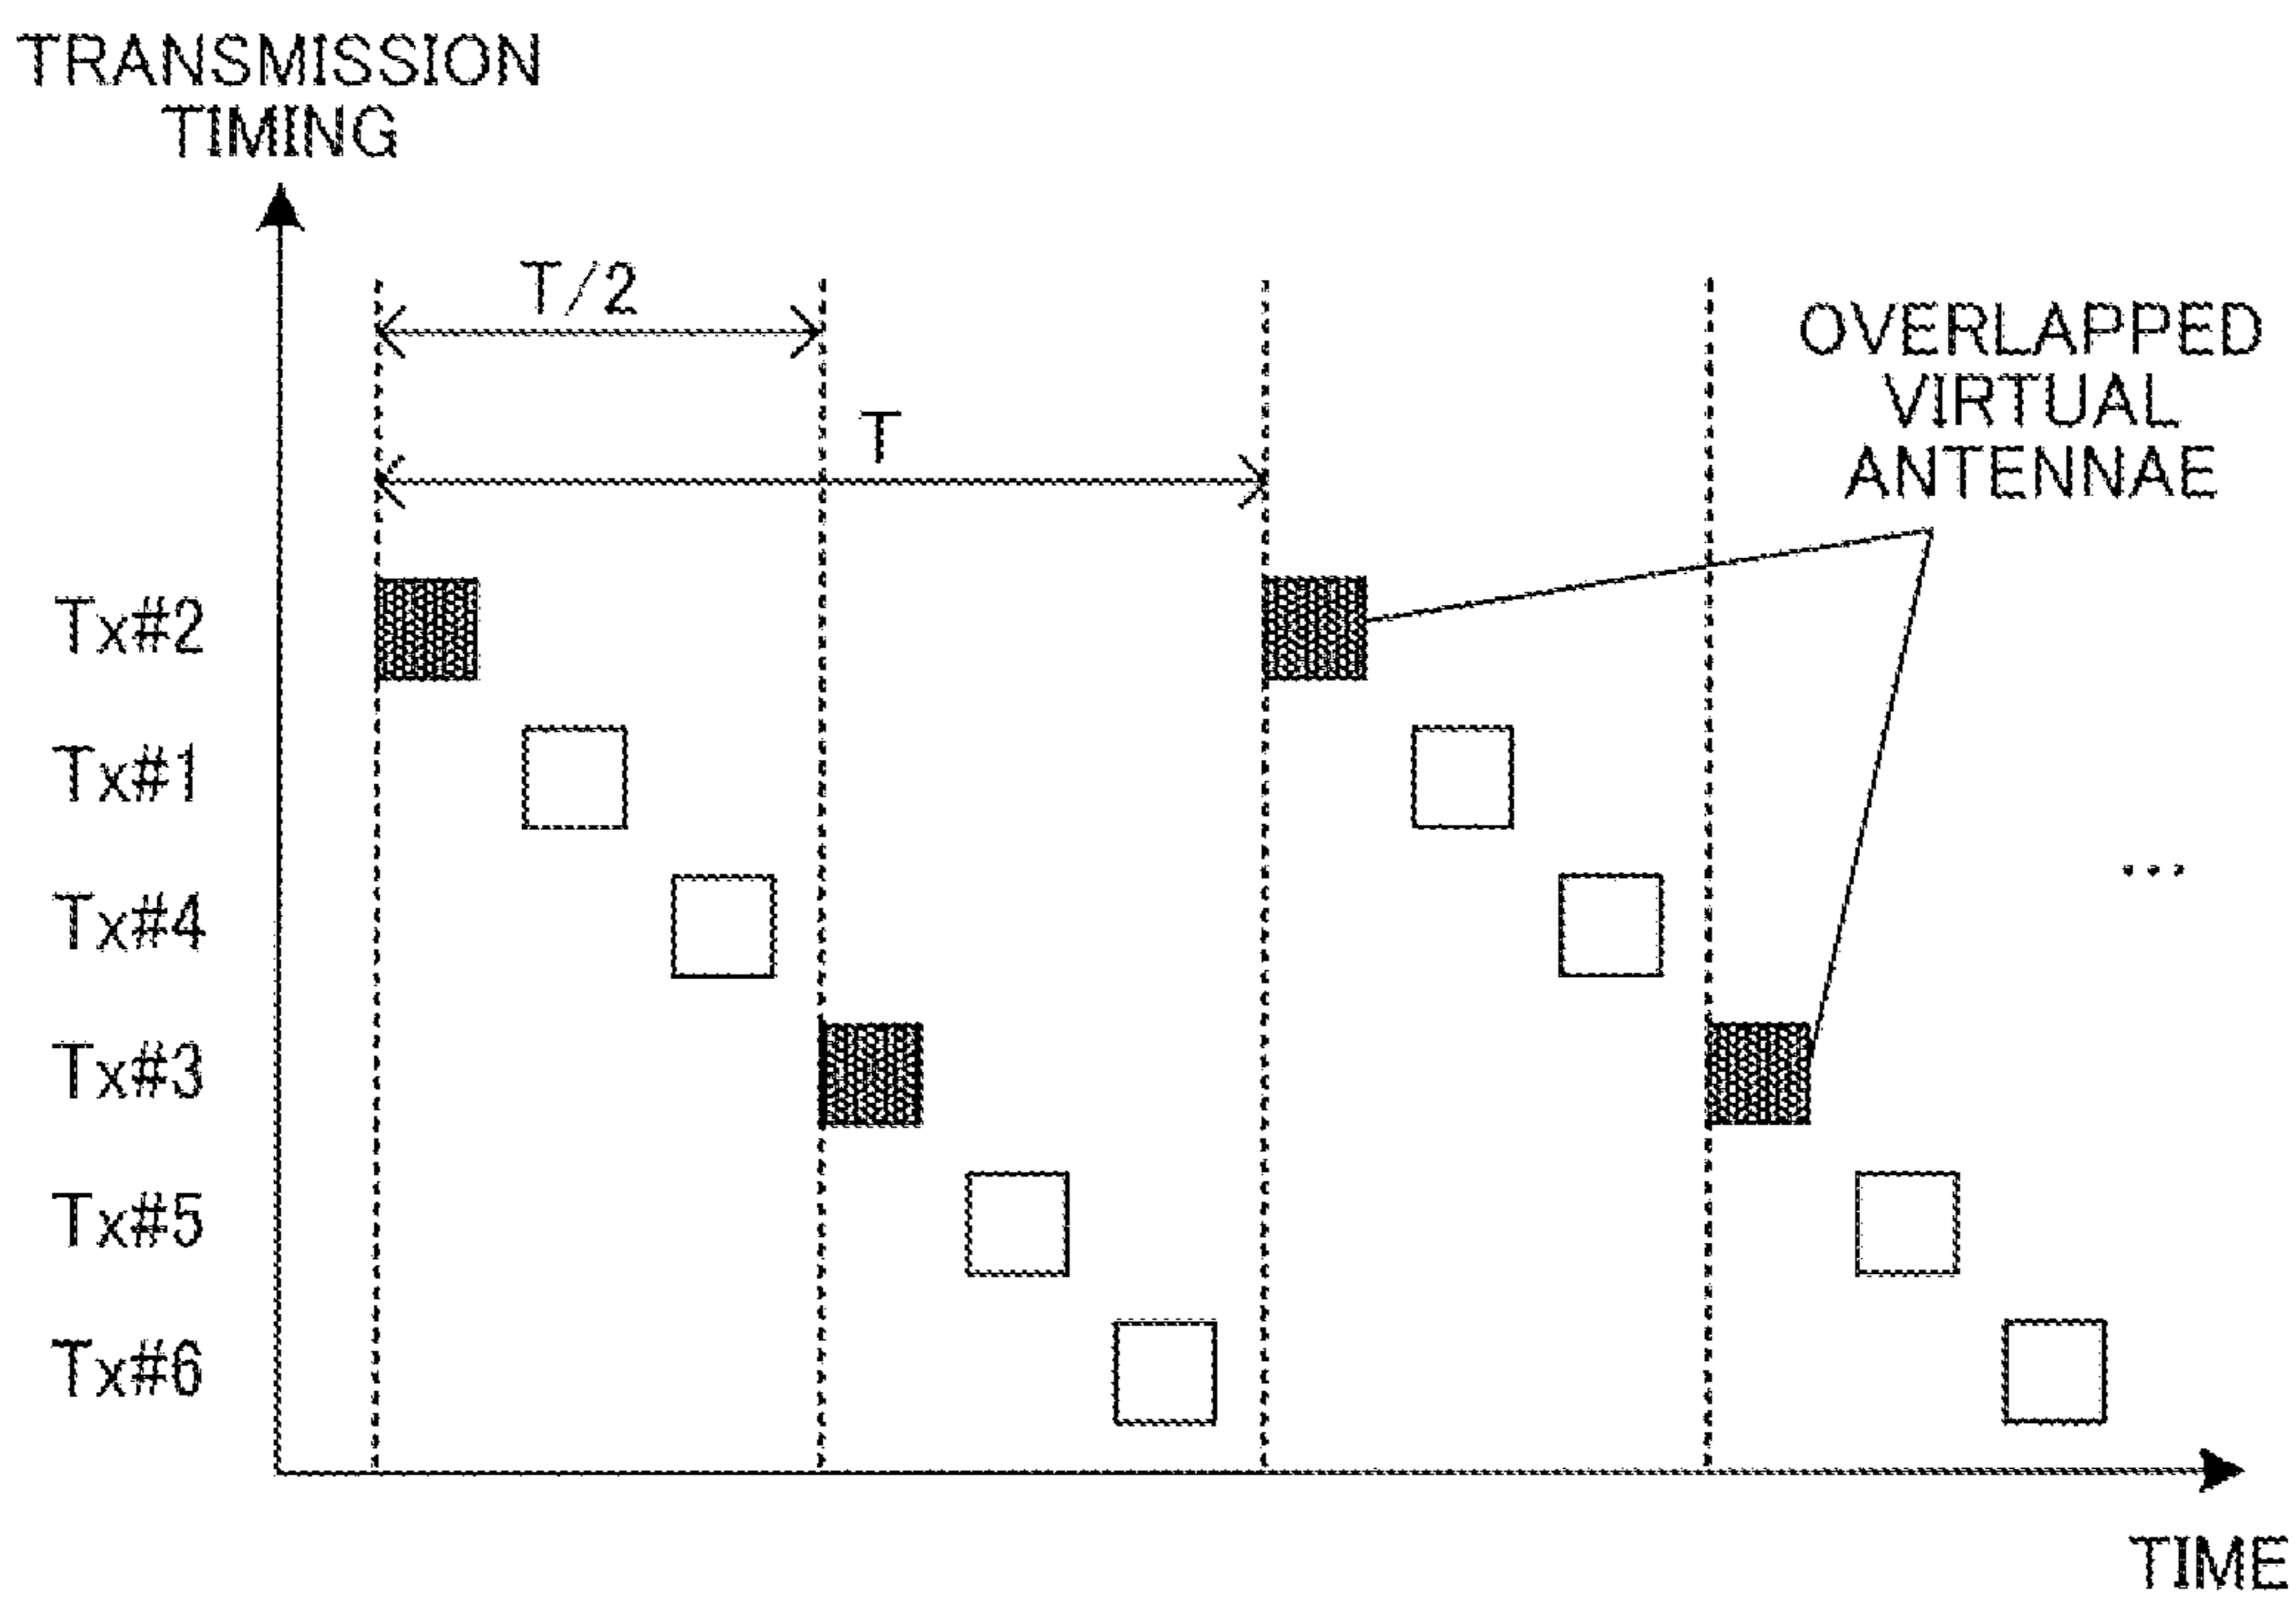 TRANSMISSION
TIMING
T/2
T
OVERLAPPED
VIRTUAL
ANTENNAE
Tx#2
Tx#1
Tx#4
...
Tx#3
Tx#5
Tx#6
TIME